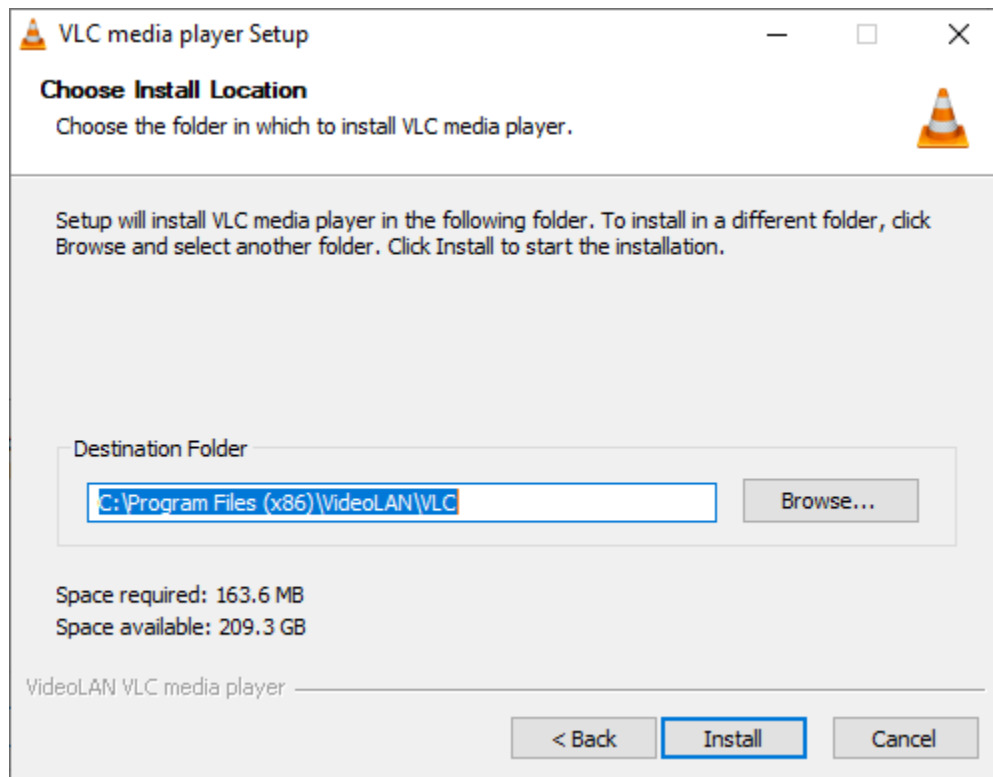 VLC media player Setup
Choose Install Location
Choose the folder in which to install VLC media player.
Setup will install VLC media player in the following folder. To install in a different folder, click
Browse and select another folder. Click Install to start the installation.
Destination Folder
C:\Program Files (x86)\VideoLAN\VLC
Browse...
Space required: 163.6 MB
Space available: 209.3 GB
VideoLAN VLC media player
< Back
Install
Cancel